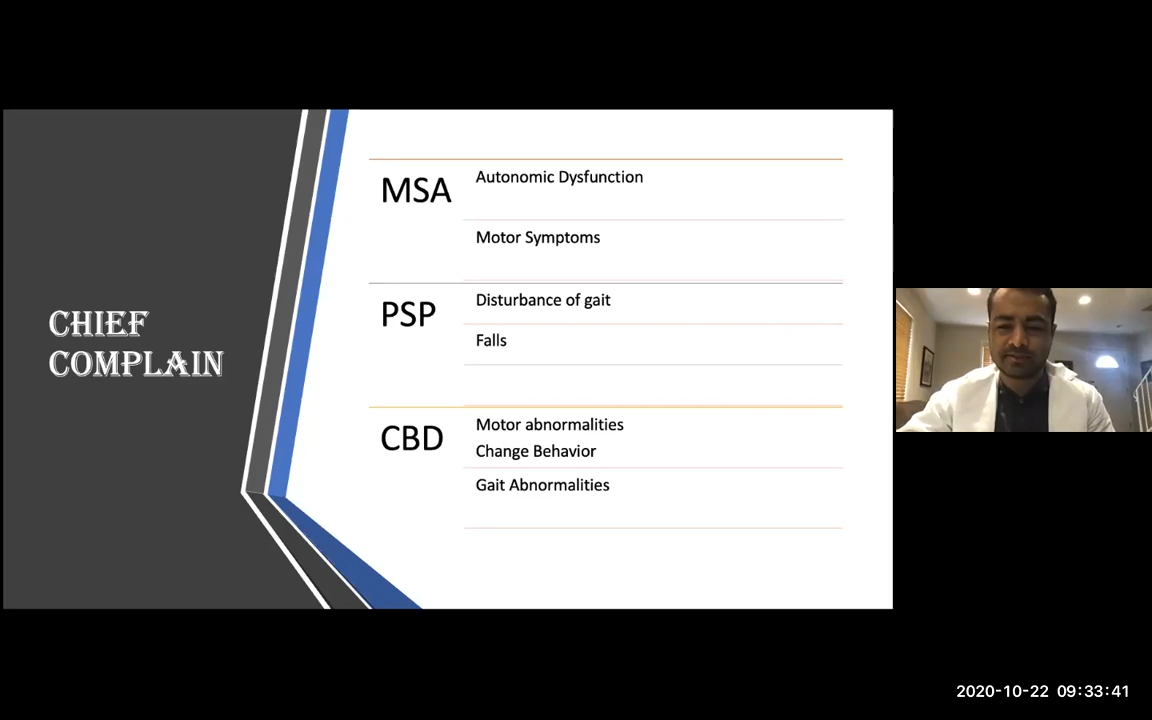 CHIEF
COMPLAIN
MSA
Autonomic Dysfunction
Motor Symptoms
PSP
Disturbance of gait
Falls
CBD
Motor abnormalities
Change Behavior
Gait Abnormalities
2020-10-22 09:33:41